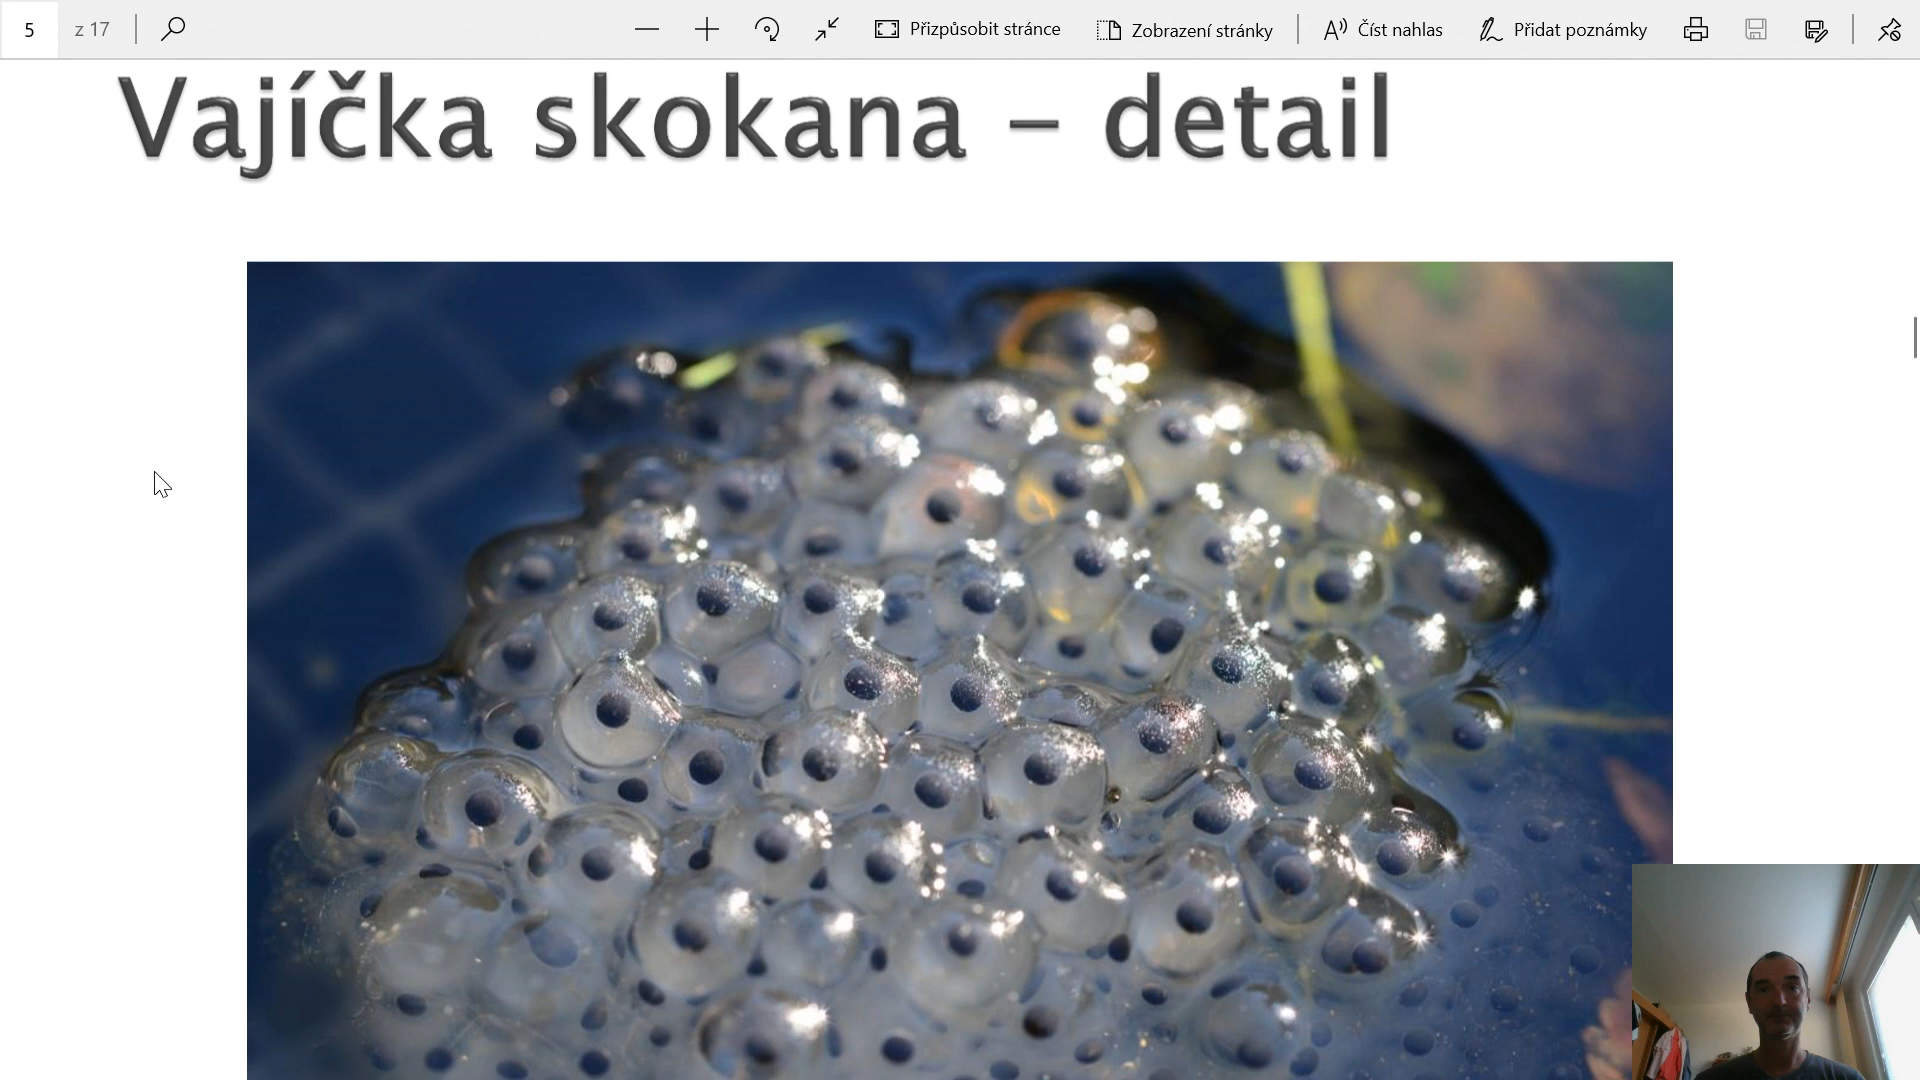 5 z 17 Přizpůsobit stránce Zobrazení stránky Číst nahlas Přidat poznámky
Vajíčka skokana – detail